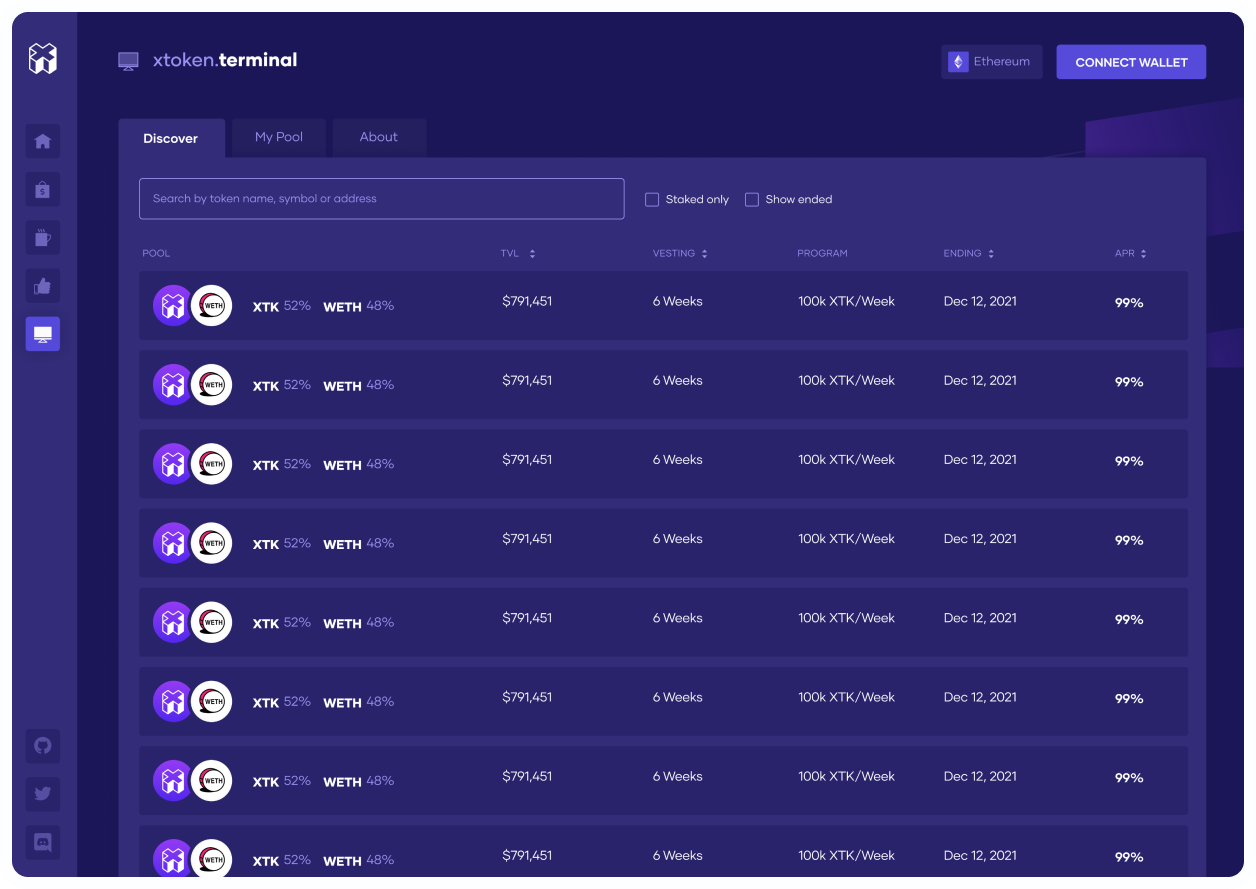 xtoken.terminal
Ethereum
CONNECT WALLET
Discover My Pool About
Search by token name, symbol or address
Staked only Show ended
POOL TVL VESTING PROGRAM ENDING APR
WETH XTK 52% WETH 48% $791,451 6 Weeks 100k XTK/Week Dec 12, 2021 99%
WETH XTK 52% WETH 48% $791,451 6 Weeks 100k XTK/Week Dec 12, 2021 99%
WETH XTK 52% WETH 48% $791,451 6 Weeks 100k XTK/Week Dec 12, 2021 99%
WETH XTK 52% WETH 48% $791,451 6 Weeks 100k XTK/Week Dec 12, 2021 99%
WETH XTK 52% WETH 48% $791,451 6 Weeks 100k XTK/Week Dec 12, 2021 99%
WETH XTK 52% WETH 48% $791,451 6 Weeks 100k XTK/Week Dec 12, 2021 99%
WETH XTK 52% WETH 48% $791,451 6 Weeks 100k XTK/Week Dec 12, 2021 99%
WETH XTK 52% WETH 48% $791,451 6 Weeks 100k XTK/Week Dec 12, 2021 99%